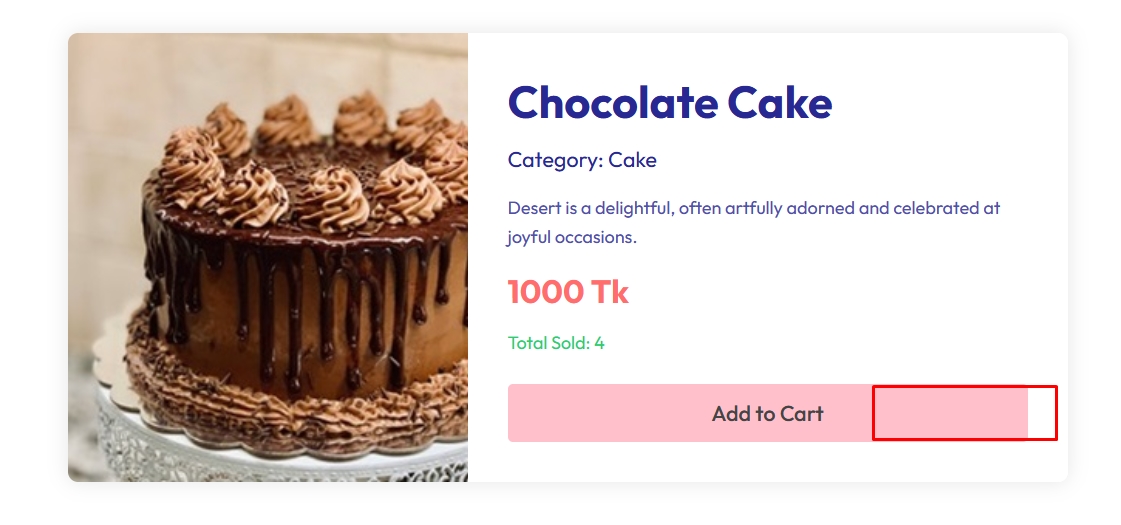 Chocolate Cake
Category: Cake
Desert is a delightful, often artfully adorned and celebrated at
joyful occasions.
1000 Tk
Total Sold: 4
Add to Cart